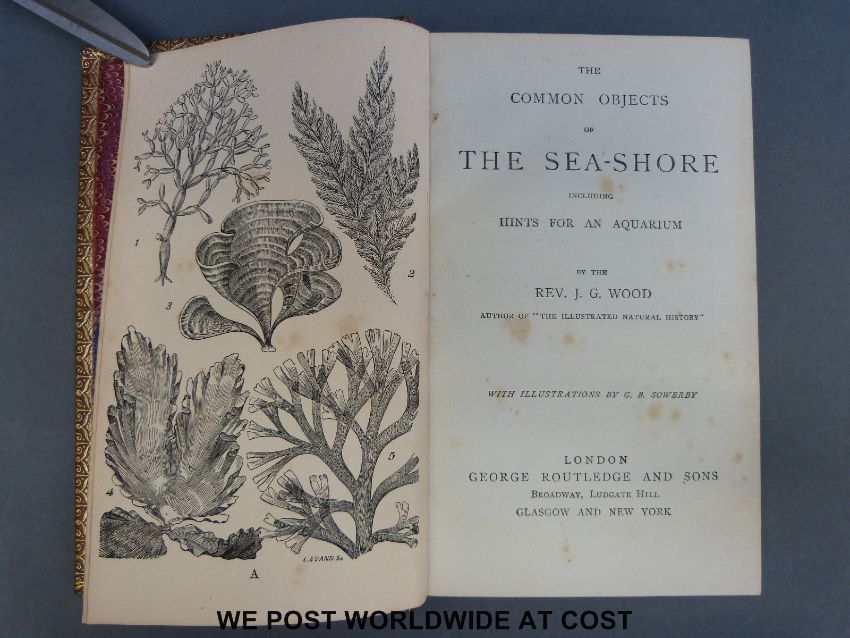 1
2
3
4
5
E. EVANS Sc
A
THE
COMMON OBJECTS
OF
THE SEA-SHORE
INCLUDING
HINTS FOR AN AQUARIUM
BY THE
REV. J. G. WOOD
AUTHOR OF "THE ILLUSTRATED NATURAL HISTORY"
WITH ILLUSTRATIONS BY G. B. SOWERBY
LONDON
GEORGE ROUTLEDGE AND SONS
BROADWAY, LUDGATE HILL
GLASGOW AND NEW YORK
WE POST WORLDWIDE AT COST